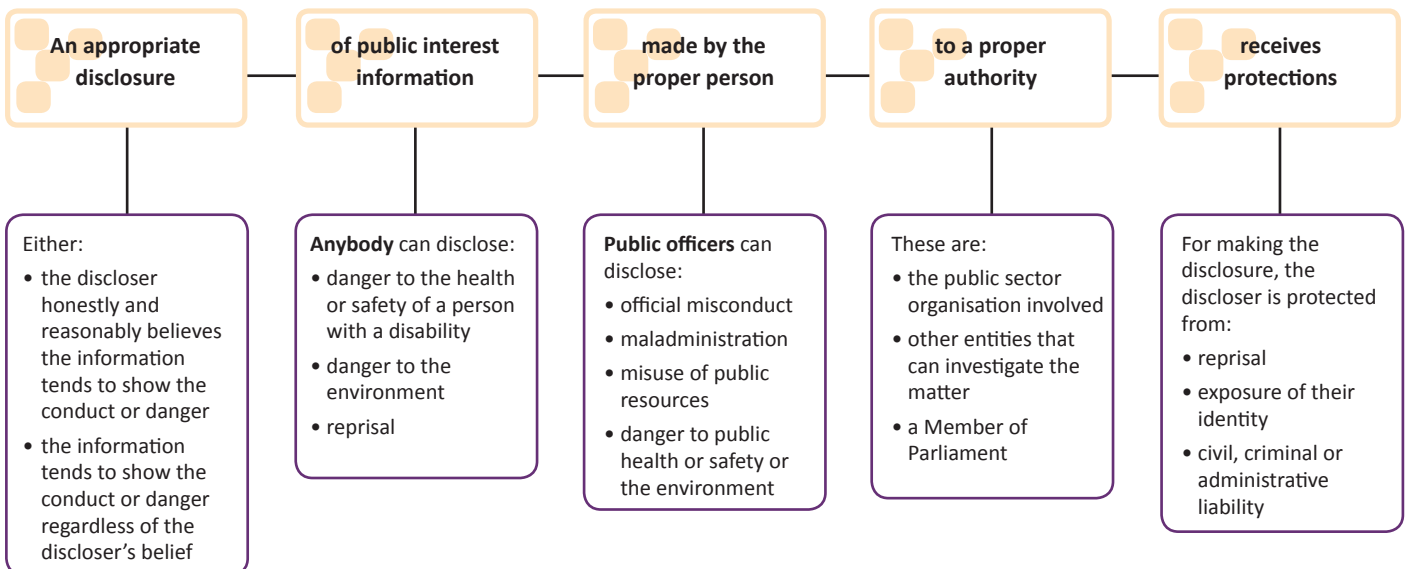 An appropriate
disclosure
of public interest
information
made by the
proper person
to a proper
authority
receives
protections
Either:
• the discloser
honestly and
reasonably believes
the information
tends to show the
conduct or danger
• the information
tends to show the
conduct or danger
regardless of the
discloser’s belief
Anybody can disclose:
• danger to the health
or safety of a person
with a disability
• danger to the
environment
• reprisal
Public officers can
disclose:
• official misconduct
• maladministration
• misuse of public
resources
• danger to public
health or safety or
the environment
These are:
• the public sector
organisation involved
• other entities that
can investigate the
matter
• a Member of
Parliament
For making the
disclosure, the
discloser is protected
from:
• reprisal
• exposure of their
identity
• civil, criminal or
administrative
liability